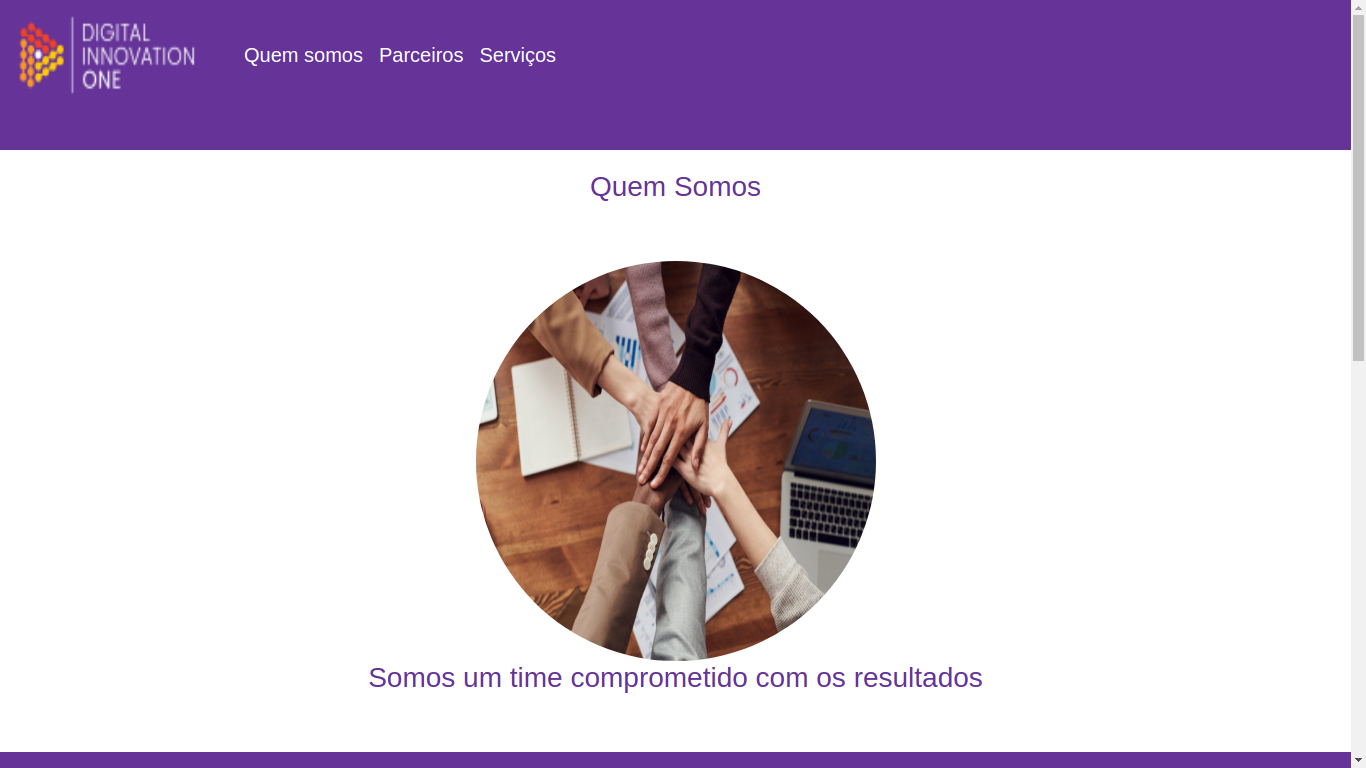 DIGITAL
INNOVATION
ONE
Quem somos Parceiros Serviços
Quem Somos
Somos um time comprometido com os resultados